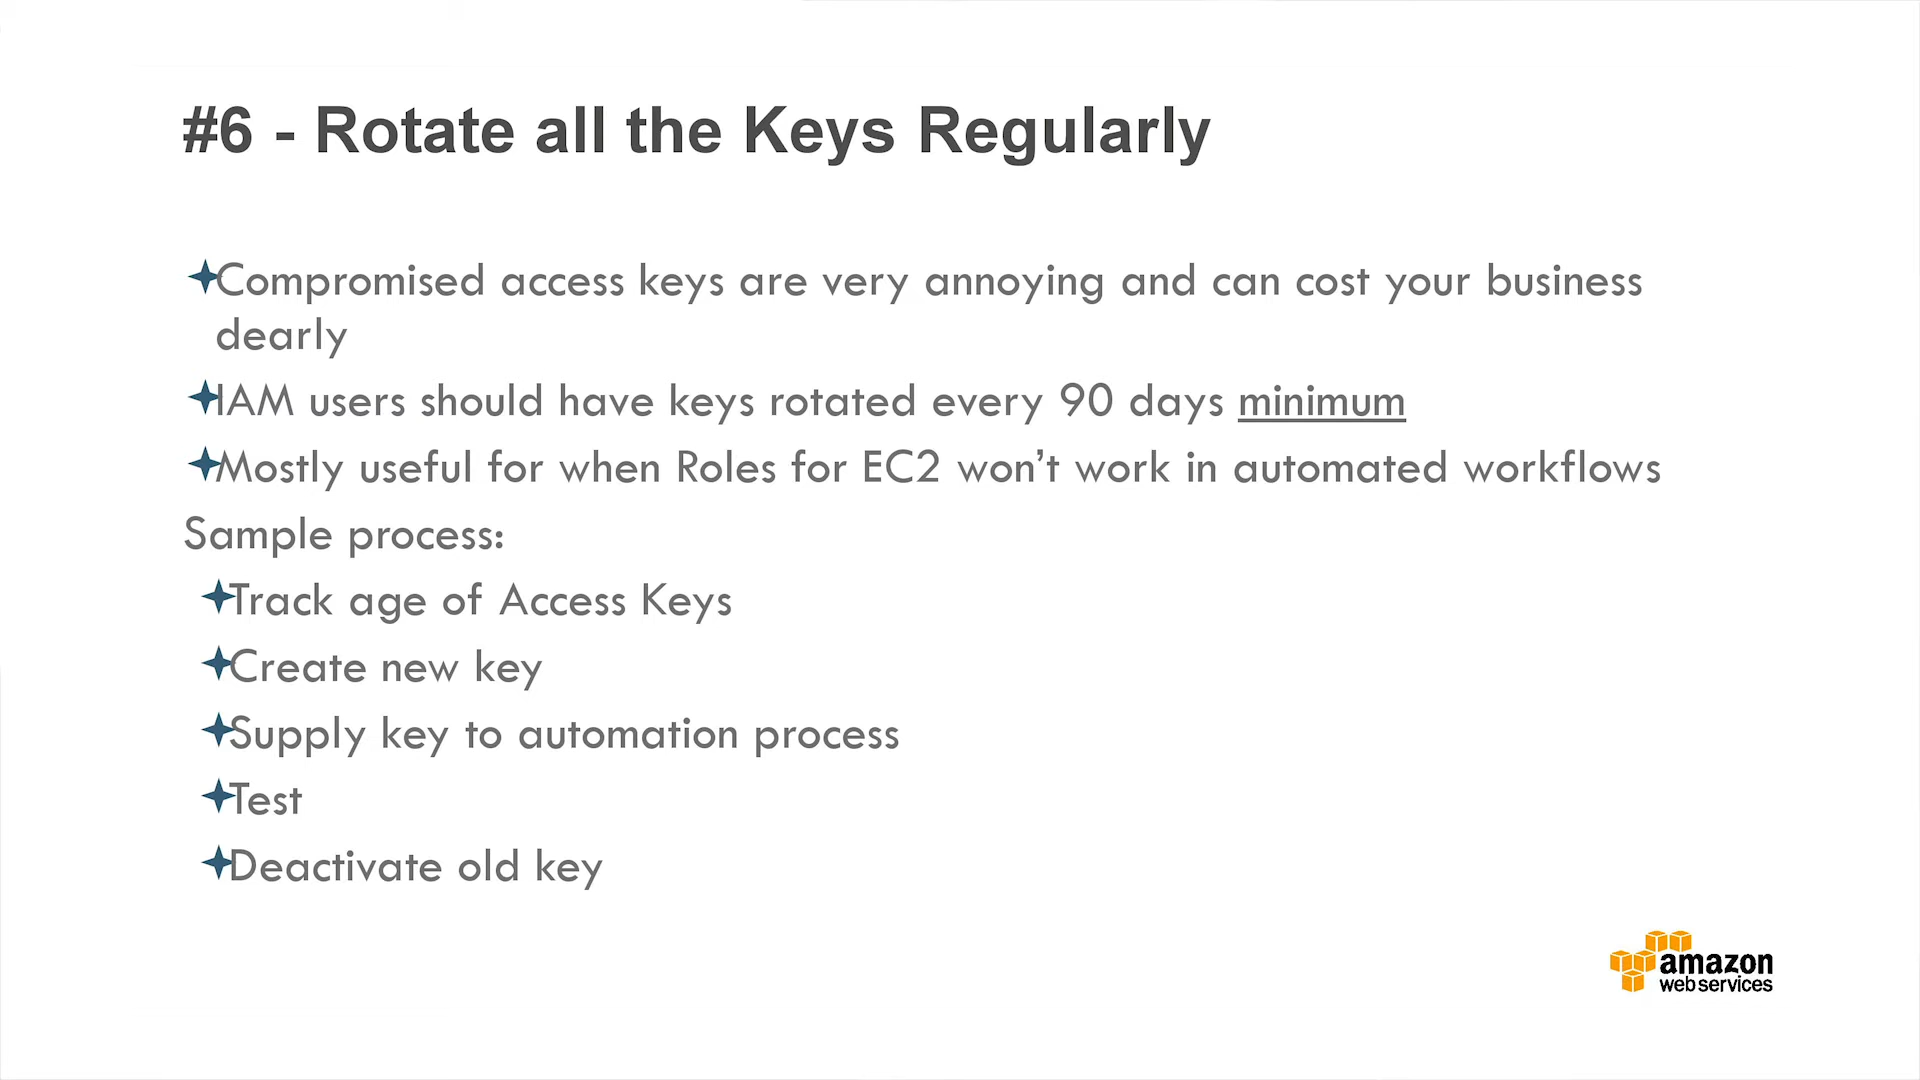 #6 - Rotate all the Keys Regularly
Compromised access keys are very annoying and can cost your business
dearly
IAM users should have keys rotated every 90 days minimum
Mostly useful for when Roles for EC2 won’t work in automated workflows
Sample process:
Track age of Access Keys
Create new key
Supply key to automation process
Test
Deactivate old key
amazon
web services